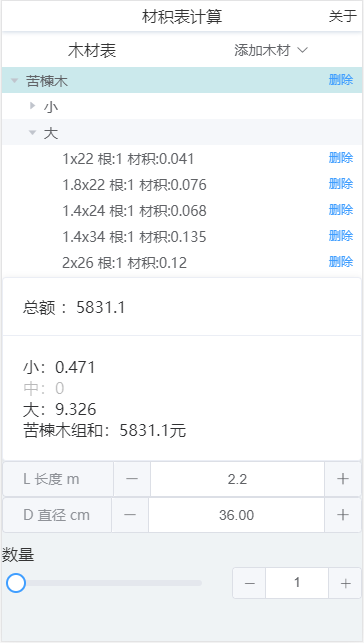 材积表计算 关于
木材表 添加木材
苦楝木 删除
小
大
1x22 根:1 材积:0.041 删除
1.8x22 根:1 材积:0.076 删除
1.4x24 根:1 材积:0.068 删除
1.4x34 根:1 材积:0.135 删除
2x26 根:1 材积:0.12 删除
总额 : 5831.1
小：0.471
中：0
大：9.326
苦楝木组和：5831.1元
L 长度 m — 2.2 +
D 直径 cm — 36.00 +
数量
— 1 +